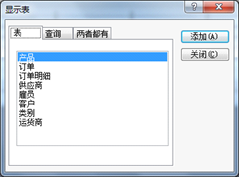 显示表
表 查询 两者都有
添加(A)
关闭(C)
产品
订单
订单明细
供应商
雇员
客户
类别
运货商